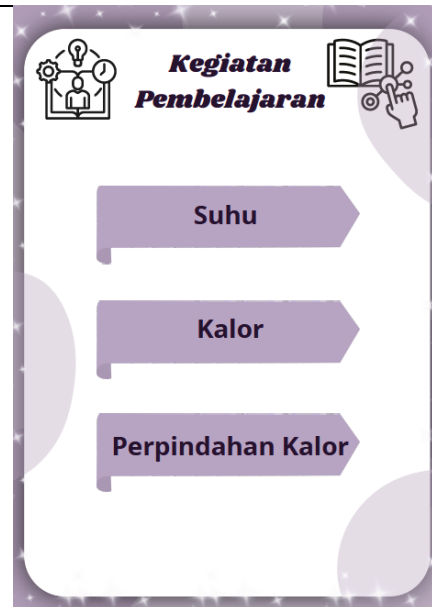 Kegiatan
Pembelajaran
Suhu
Kalor
Perpindahan Kalor